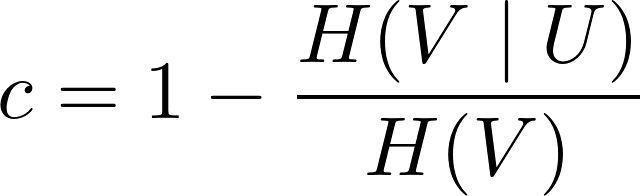 c = 1 − H(V | U) / H(V)